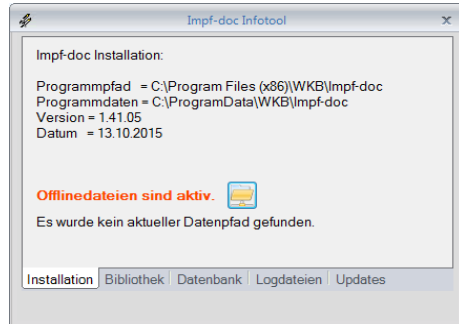 Impf-doc Infotool
Impf-doc Installation:
Programmpfad = C:\Program Files (x86)\WKB\Impf-doc
Programmdaten = C:\ProgramData\WKB\Impf-doc
Version = 1.41.05
Datum = 13.10.2015
Offlinedateien sind aktiv.
Es wurde kein aktueller Datenpfad gefunden.
Installation Bibliothek Datenbank Logdateien Updates